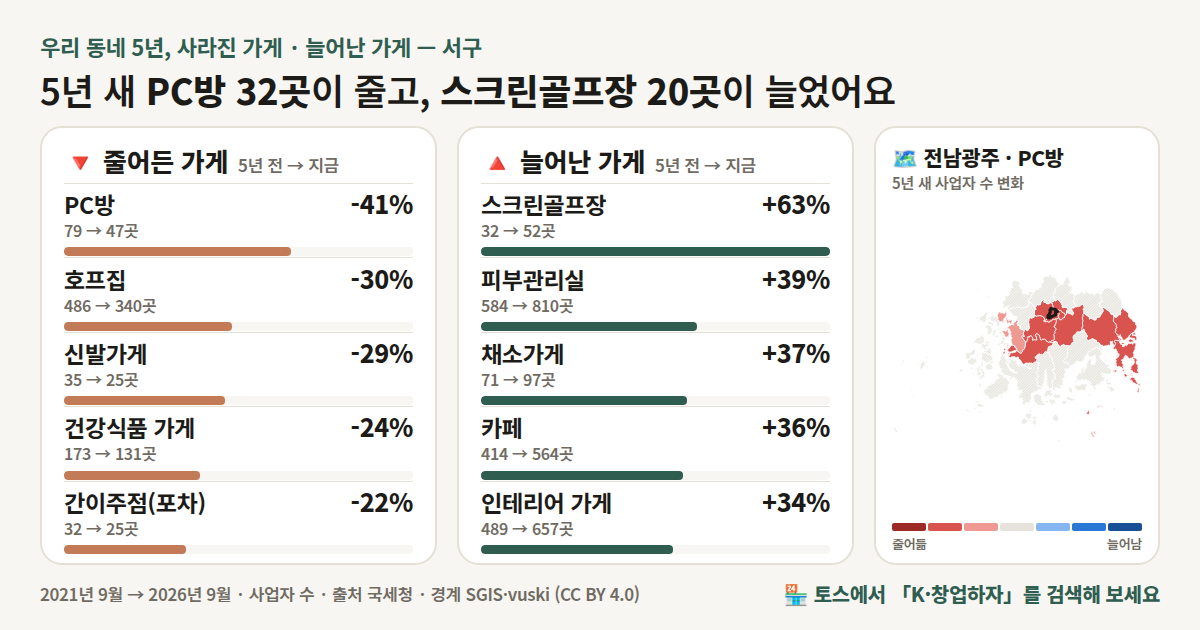 우리 동네 5년, 사라진 가게 · 늘어난 가게 — 서구
5년 새 PC방 32곳이 줄고, 스크린골프장 20곳이 늘었어요
🔻 줄어든 가게 5년 전 → 지금
PC방 -41%
79 → 47곳
호프집 -30%
486 → 340곳
신발가게 -29%
35 → 25곳
건강식품 가게 -24%
173 → 131곳
간이주점(포차) -22%
32 → 25곳
🔺 늘어난 가게 5년 전 → 지금
스크린골프장 +63%
32 → 52곳
피부관리실 +39%
584 → 810곳
채소가게 +37%
71 → 97곳
카페 +36%
414 → 564곳
인테리어 가게 +34%
489 → 657곳
🗺️ 전남광주 · PC방
5년 새 사업자 수 변화
줄어듦 늘어남
2021년 9월 → 2026년 9월 · 사업자 수 · 출처 국세청 · 경계 SGIS·vuski (CC BY 4.0)
🏪 토스에서 「K·창업하자」를 검색해 보세요